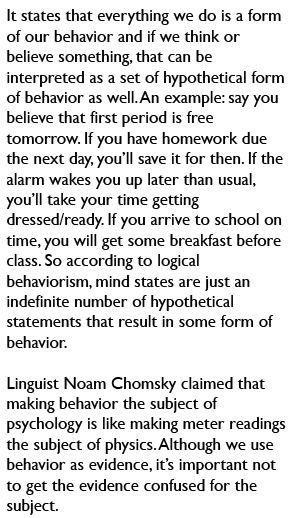 It states that everything we do is a form
of our behavior and if we think or
believe something, that can be
interpreted as a set of hypothetical form
of behavior as well. An example: say you
believe that first period is free
tomorrow. If you have homework due
the next day, you'll save it for then. If the
alarm wakes you up later than usual,
you'll take your time getting
dressed/ready. If you arrive to school on
time, you will get some breakfast before
class. So according to logical
behaviorism, mind states are just an
indefinite number of hypothetical
statements that result in some form of
behavior.

Linguist Noam Chomsky claimed that
making behavior the subject of
psychology is like making meter readings
the subject of physics. Although we use
behavior as evidence, it's important not
to get the evidence confused for the
subject.